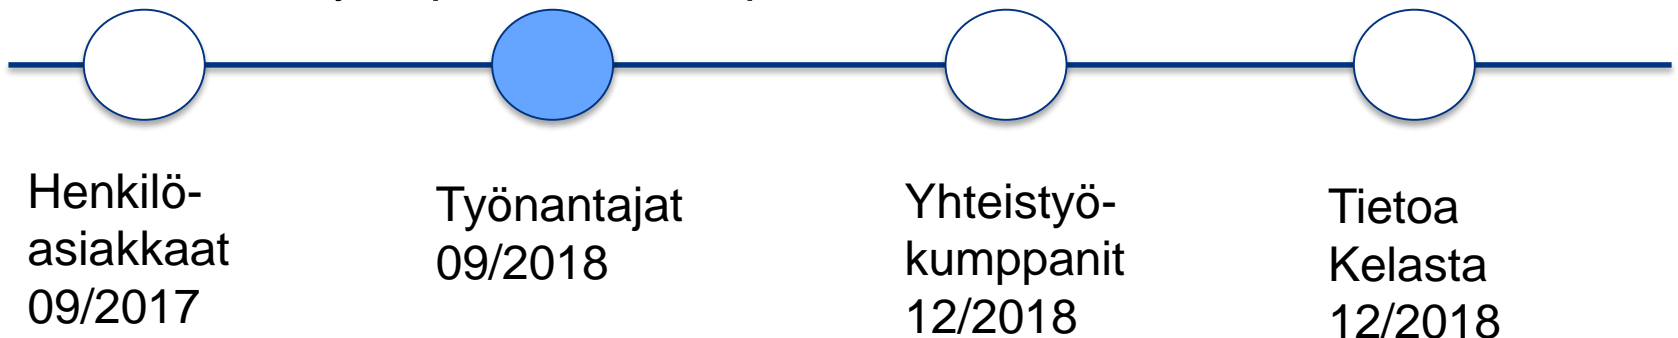 Henkilö-
asiakkaat
09/2017
Työnantajat
09/2018
Yhteistyö-
kumppanit
12/2018
Tietoa
Kelasta
12/2018